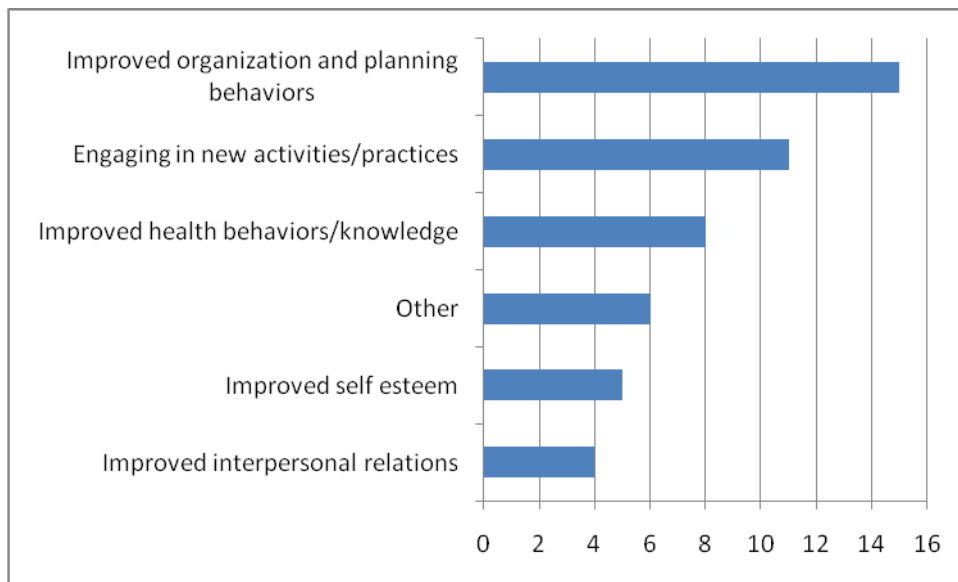 Improved organization and planning
behaviors
Engaging in new activities/practices
Improved health behaviors/knowledge
Other
Improved self esteem
Improved interpersonal relations
0 2 4 6 8 10 12 14 16